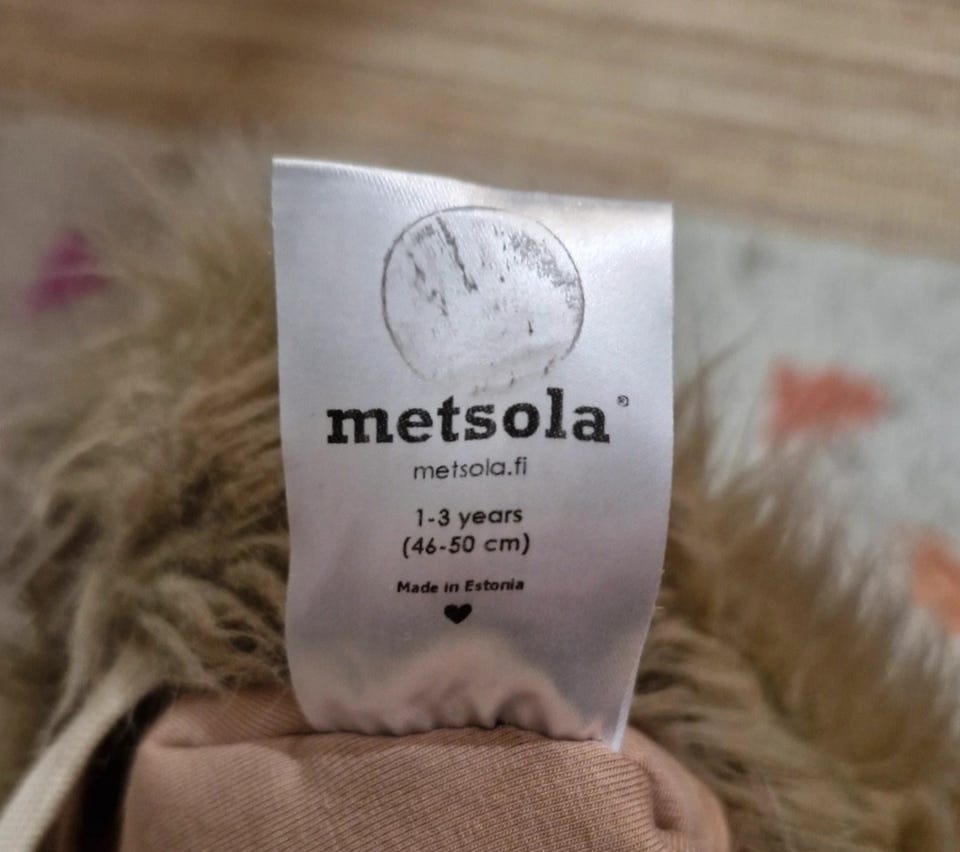 metsola®
metsola.fi
1-3 years
(46-50 cm)
Made in Estonia